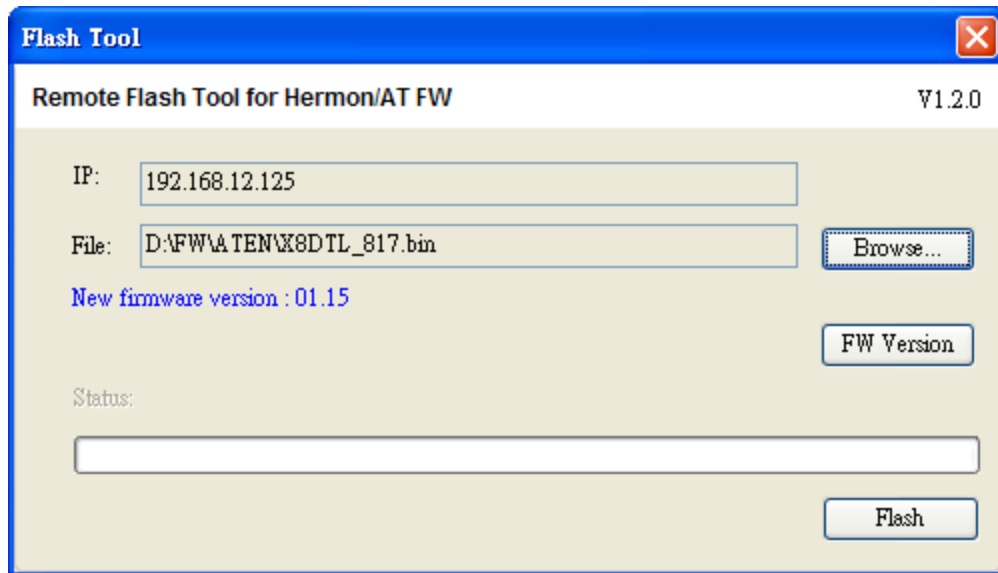 Flash Tool
Remote Flash Tool for Hermon/AT FW
V1.2.0
IP:
192.168.12.125
File:
D:\FW\ATEN\X8DTL_817.bin
Browse...
New firmware version : 01.15
FW Version
Status:
Flash